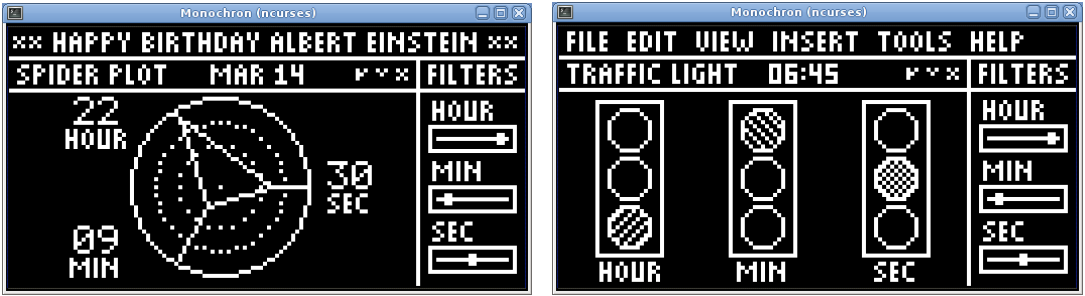 Monochron (ncurses)
×× HAPPY BIRTHDAY ALBERT EINSTEIN ××
SPIDER PLOT MAR 14 FILTERS
22
HOUR
30
SEC
09
MIN
HOUR
MIN
SEC
Monochron (ncurses)
FILE EDIT VIEW INSERT TOOLS HELP
TRAFFIC LIGHT 06:45 FILTERS
HOUR
MIN
SEC
HOUR MIN SEC